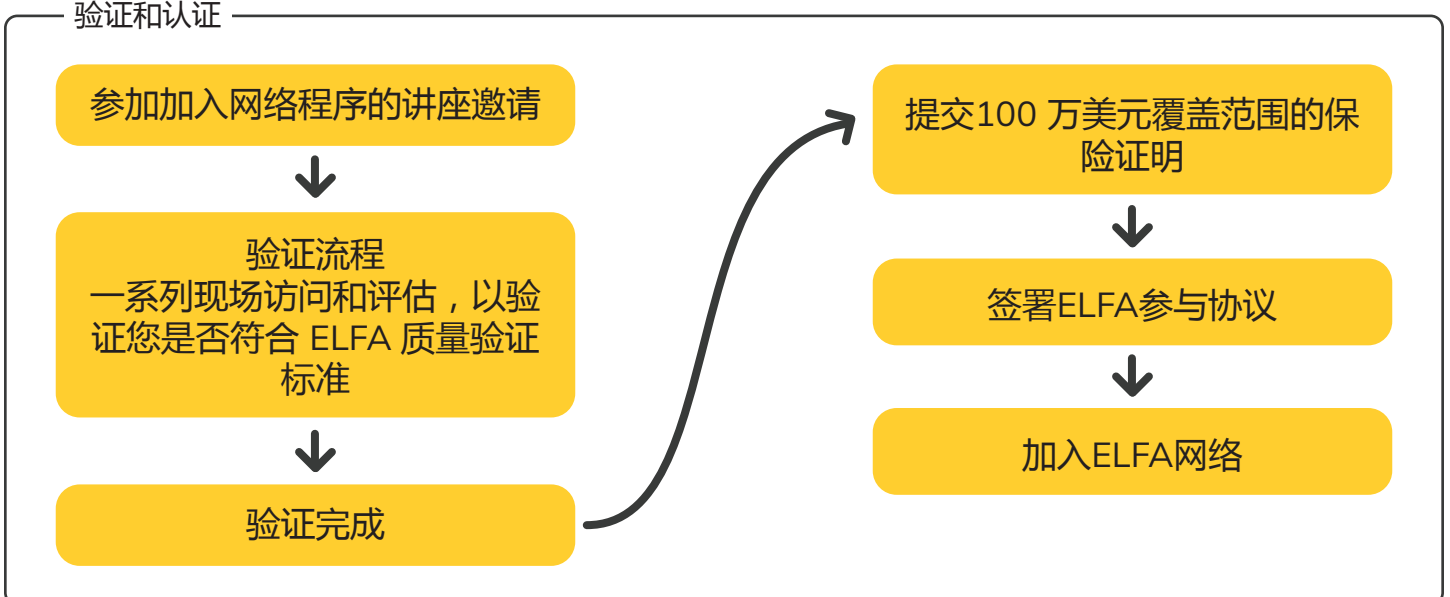 验证和认证
参加加入网络程序的讲座邀请
验证流程
一系列现场访问和评估，以验
证您是否符合 ELFA 质量验证
标准
验证完成
提交100 万美元覆盖范围的保
险证明
签署ELFA参与协议
加入ELFA网络